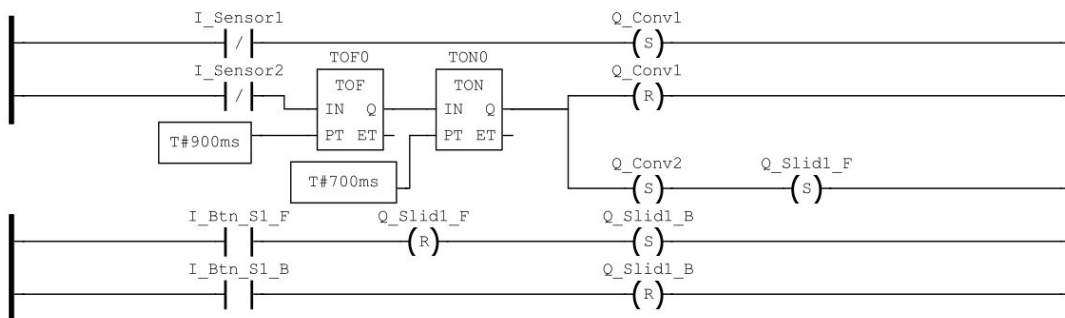 I_Sensor1 Q_Conv1
/ S
I_Sensor2 TOF0 TON0 Q_Conv1
/ TOF TON R
IN Q IN Q
PT ET PT ET
T#900ms
T#700ms
Q_Conv2 Q_Slid1_F
S S
I_Btn_S1_F Q_Slid1_F Q_Slid1_B
R S
I_Btn_S1_B Q_Slid1_B
R